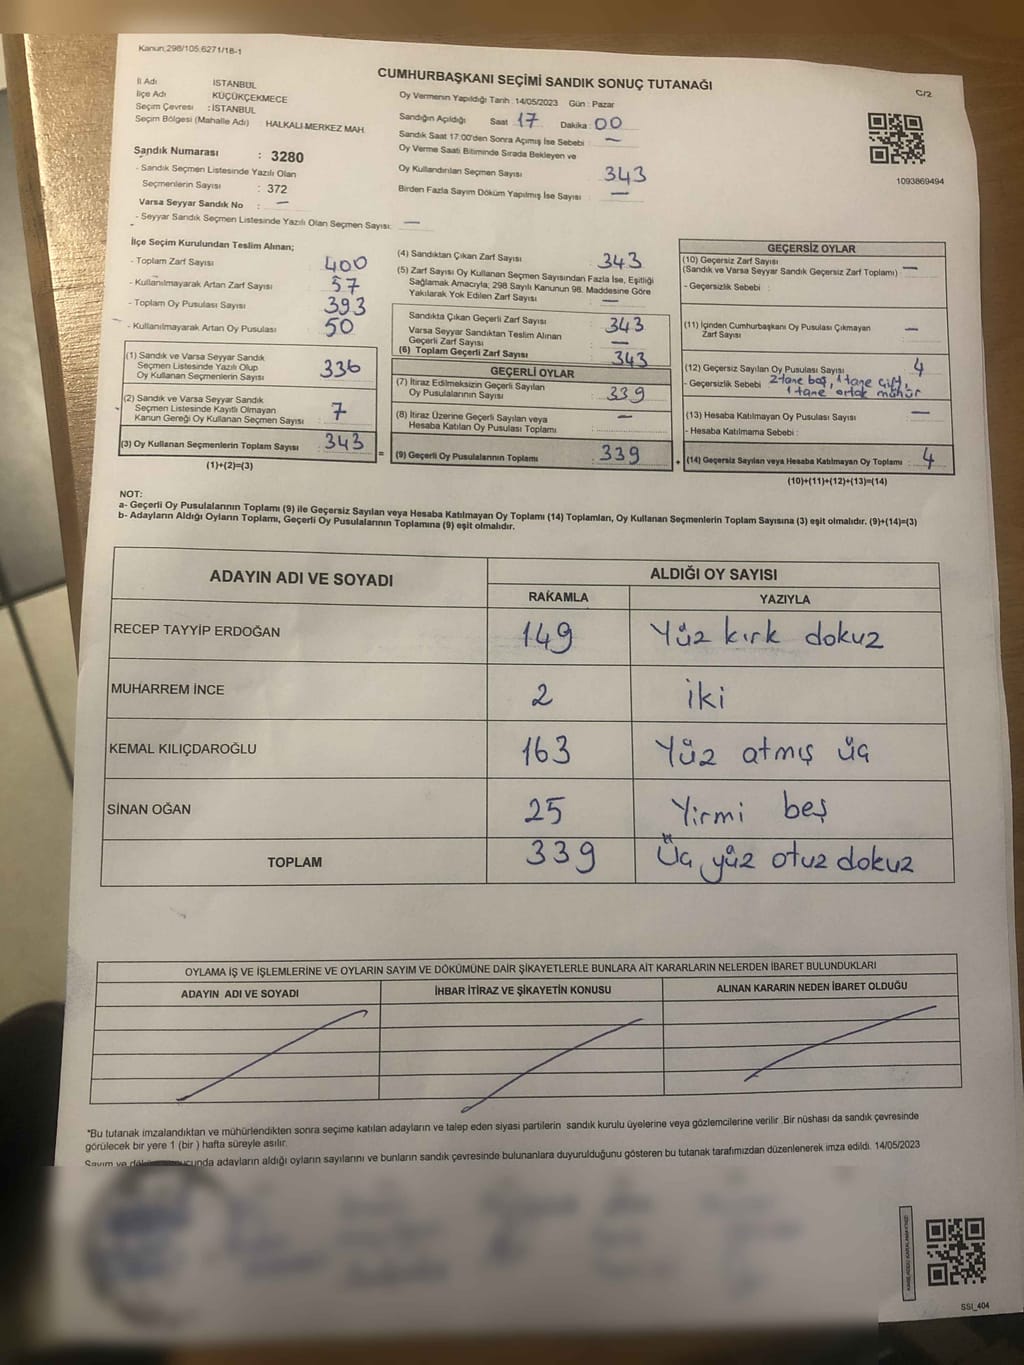 Kanun;298/105;6271/18-1
CUMHURBAŞKANI SEÇİMİ SANDIK SONUÇ TUTANAĞI
C/2
İl Adı İSTANBUL
İlçe Adı KÜÇÜKÇEKMECE
Seçim Çevresi : İSTANBUL
Seçim Bölgesi (Mahalle Adı) HALKALI-MERKEZ MAH.
Sandık Numarası : 3280
- Sandık Seçmen Listesinde Yazılı Olan
Seçmenlerin Sayısı : 372
Varsa Seyyar Sandık No : —
- Seyyar Sandık Seçmen Listesinde Yazılı Olan Seçmen Sayısı: —
Oy Vermenin Yapıldığı Tarih : 14/05/2023 Gün : Pazar
Sandığın Açıldığı Saat 17 Dakika : 00
Sandık Saat 17:00'den Sonra Açımış İse Sebebi : —
Oy Verme Saati Bitiminde Sırada Bekleyen ve
Oy Kullandırılan Seçmen Sayısı 343
Birden Fazla Sayım Döküm Yapılmış İse Sayısı : —
1093869494
İlçe Seçim Kurulundan Teslim Alınan;
- Toplam Zarf Sayısı 400
- Kullanılmayarak Artan Zarf Sayısı : 57
- Toplam Oy Pusulası Sayısı 393
- Kullanılmayarak Artan Oy Pusulası : 50
(1) Sandık ve Varsa Seyyar Sandık
Seçmen Listesinde Yazılı Olup
Oy Kullanan Seçmenlerin Sayısı : 336
(2) Sandık ve Varsa Seyyar Sandık
Seçmen Listesinde Kayıtlı Olmayan
Kanun Gereği Oy Kullanan Seçmen Sayısı : 7
(3) Oy Kullanan Seçmenlerin Toplam Sayısı : 343
(1)+(2)=(3)
(4) Sandıktan Çıkan Zarf Sayısı : 343
(5) Zarf Sayısı Oy Kullanan Seçmen Sayısından Fazla İse, Eşitliği
Sağlamak Amacıyla; 298 Sayılı Kanunun 98. Maddesine Göre
Yakılarak Yok Edilen Zarf Sayısı : —
Sandıkta Çıkan Geçerli Zarf Sayısı : 343
Varsa Seyyar Sandıktan Teslim Alınan
Geçerli Zarf Sayısı : —
(6) Toplam Geçerli Zarf Sayısı : 343
GEÇERLİ OYLAR
(7) İtiraz Edilmeksizin Geçerli Sayılan
Oy Pusulalarının Sayısı : 339
(8) İtiraz Üzerine Geçerli Sayılan veya
Hesaba Katılan Oy Pusulası Toplamı : —
(9) Geçerli Oy Pusulalarının Toplamı : 339
=
+
GEÇERSİZ OYLAR
(10) Geçersiz Zarf Sayısı
(Sandık ve Varsa Seyyar Sandık Geçersiz Zarf Toplamı) : —
- Geçersizlik Sebebi :
(11) İçinden Cumhurbaşkanı Oy Pusulası Çıkmayan
Zarf Sayısı : —
(12) Geçersiz Sayılan Oy Pusulası Sayısı : 4
- Geçersizlik Sebebi 2 tane boş, 1 tane çift,
1 tane ortak mühür
(13) Hesaba Katılmayan Oy Pusulası Sayısı : —
- Hesaba Katılmama Sebebi :
(14) Geçersiz Sayılan veya Hesaba Katılmayan Oy Toplamı : 4
(10)+(11)+(12)+(13)=(14)
NOT:
a- Geçerli Oy Pusulalarının Toplamı (9) ile Geçersiz Sayılan veya Hesaba Katılmayan Oy Toplamı (14) Toplamları, Oy Kullanan Seçmenlerin Toplam Sayısına (3) eşit olmalıdır. (9)+(14)=(3)
b- Adayların Aldığı Oyların Toplamı, Geçerli Oy Pusulalarının Toplamına (9) eşit olmalıdır.
ADAYIN ADI VE SOYADI ALDIĞI OY SAYISI
RAKAMLA YAZIYLA
RECEP TAYYİP ERDOĞAN 149 Yüz kırk dokuz
MUHARREM İNCE 2 iki
KEMAL KILIÇDAROĞLU 163 Yüz atmış üç
SİNAN OĞAN 25 Yirmi beş
TOPLAM 339 Üç yüz otuz dokuz
OYLAMA İŞ VE İŞLEMLERİNE VE OYLARIN SAYIM VE DÖKÜMÜNE DAİR ŞİKAYETLERLE BUNLARA AİT KARARLARIN NELERDEN İBARET BULUNDUKLARI
ADAYIN ADI VE SOYADI İHBAR İTİRAZ VE ŞİKAYETİN KONUSU ALINAN KARARIN NEDEN İBARET OLDUĞU
*Bu tutanak imzalandıktan ve mühürlendikten sonra seçime katılan adayların ve talep eden siyasi partilerin sandık kurulu üyelerine veya gözlemcilerine verilir. Bir nüshası da sandık çevresinde
görülecek bir yere 1 (bir ) hafta süreyle asılır.
Sayım ve adayların aldığı oyların sayılarını ve bunların sandık çevresinde bulunanlara duyurulduğunu gösteren bu tutanak tarafımızdan düzenlenerek imza edildi. 14/05/2023
SSI_404